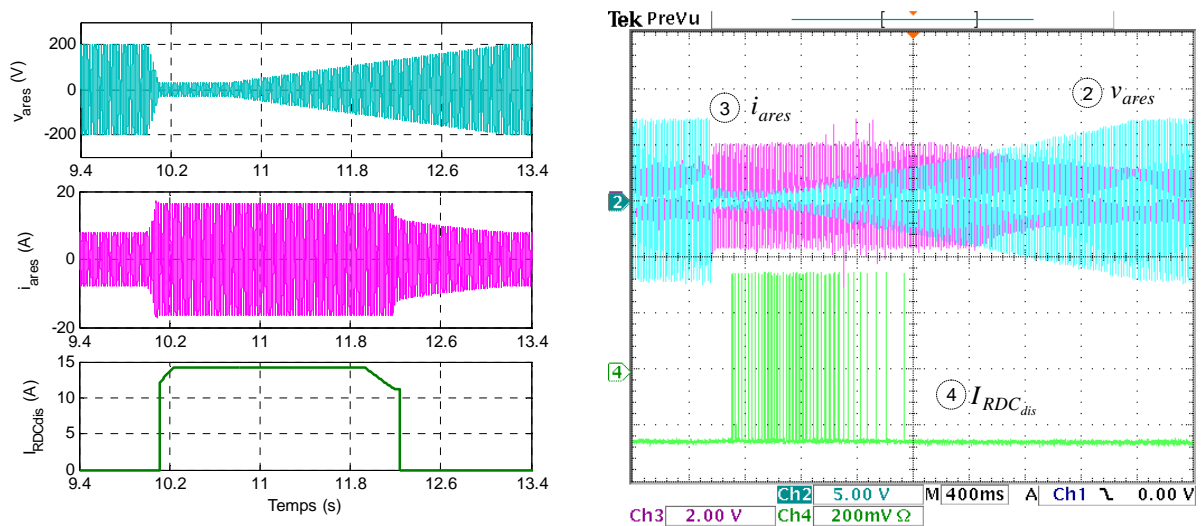 200
0
-200
v_ares (V)
9.4 10.2 11 11.8 12.6 13.4
20
0
-20
i_ares (A)
9.4 10.2 11 11.8 12.6 13.4
15
10
5
0
I_RDCdis (A)
9.4 10.2 11 11.8 12.6 13.4
Temps (s)
Tek PreVu
3 i_ares
2 v_ares
2
4
4 I_RDC_dis
Ch2 5.00 V M 400ms A Ch1 0.00 V
Ch3 2.00 V Ch4 200mV Ω